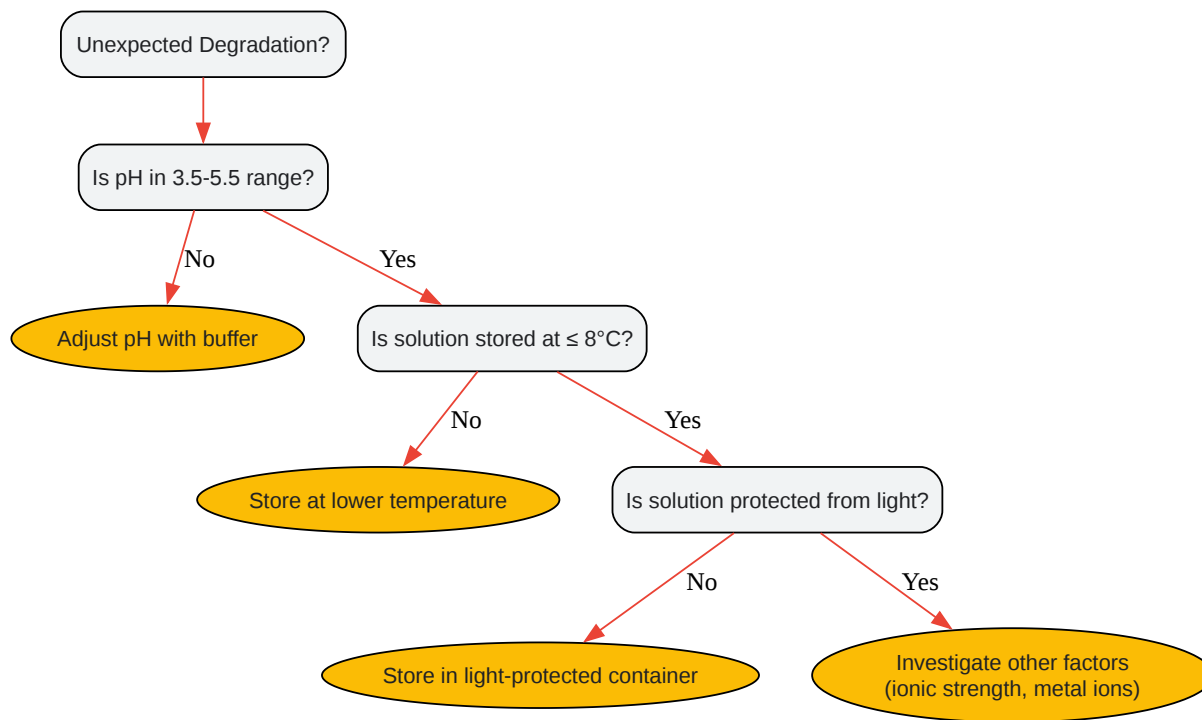 Unexpected Degradation?
Is pH in 3.5-5.5 range?
No
Yes
Adjust pH with buffer
Is solution stored at ≤ 8°C?
No
Yes
Store at lower temperature
Is solution protected from light?
No
Yes
Store in light-protected container
Investigate other factors
(ionic strength, metal ions)